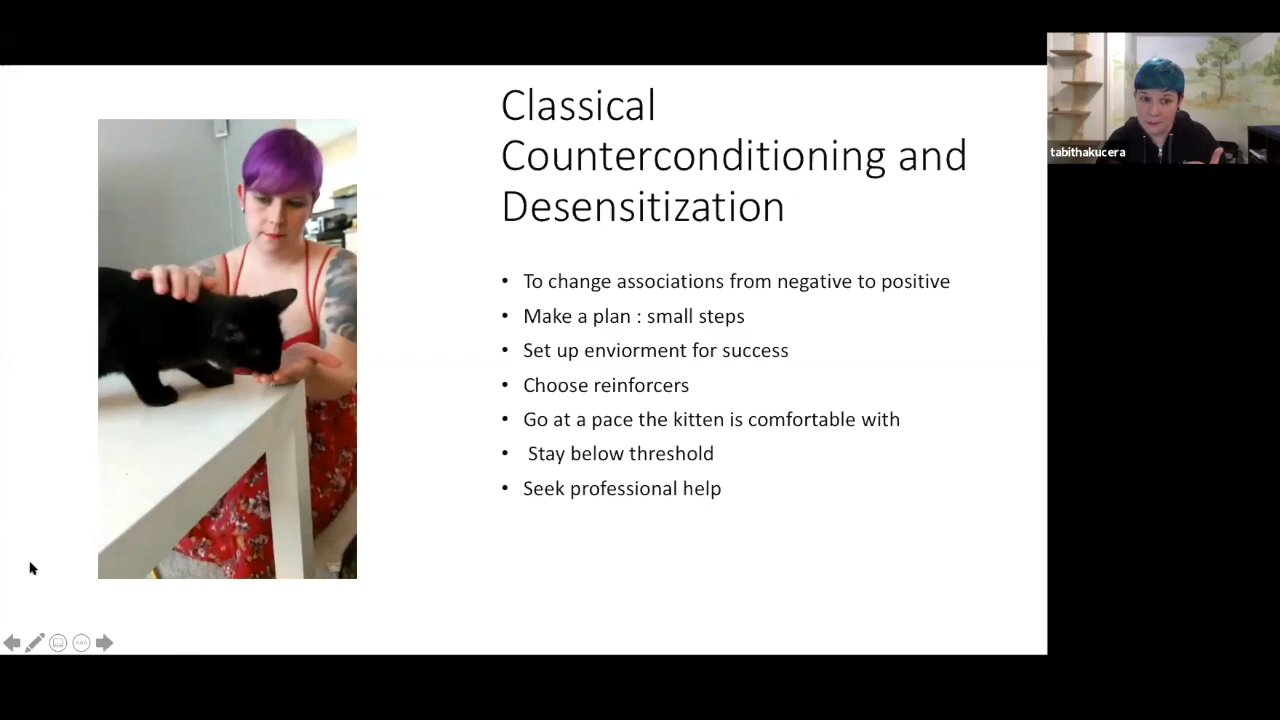 Classical
Counterconditioning and
Desensitization
• To change associations from negative to positive
• Make a plan : small steps
• Set up enviorment for success
• Choose reinforcers
• Go at a pace the kitten is comfortable with
• Stay below threshold
• Seek professional help
tabithakucera